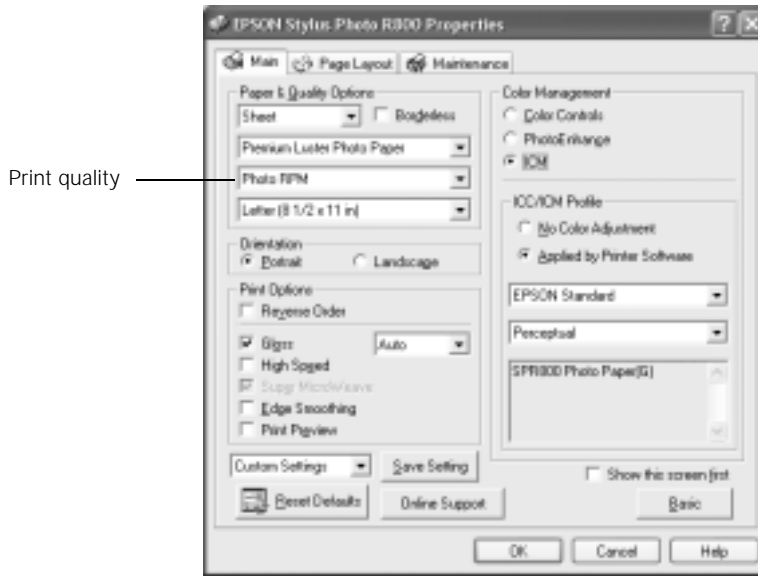 EPSON Stylus Photo R800 Properties
Main
Page Layout
Maintenance
Paper & Quality Options
Sheet
Borderless
Premium Luster Photo Paper
Print quality
Photo RPM
Letter (8 1/2 x 11 in)
Orientation
Portrait
Landscape
Print Options
Reverse Order
Gloss
Auto
High Speed
Super MicroWeave
Edge Smoothing
Print Preview
Custom Settings
Save Setting
Reset Defaults
Online Support
Color Management
Color Controls
PhotoEnhance
ICM
ICC/ICM Profile
No Color Adjustment
Applied by Printer Software
EPSON Standard
Perceptual
SPR800 Photo Paper(G)
Show this screen first
Basic
OK
Cancel
Help